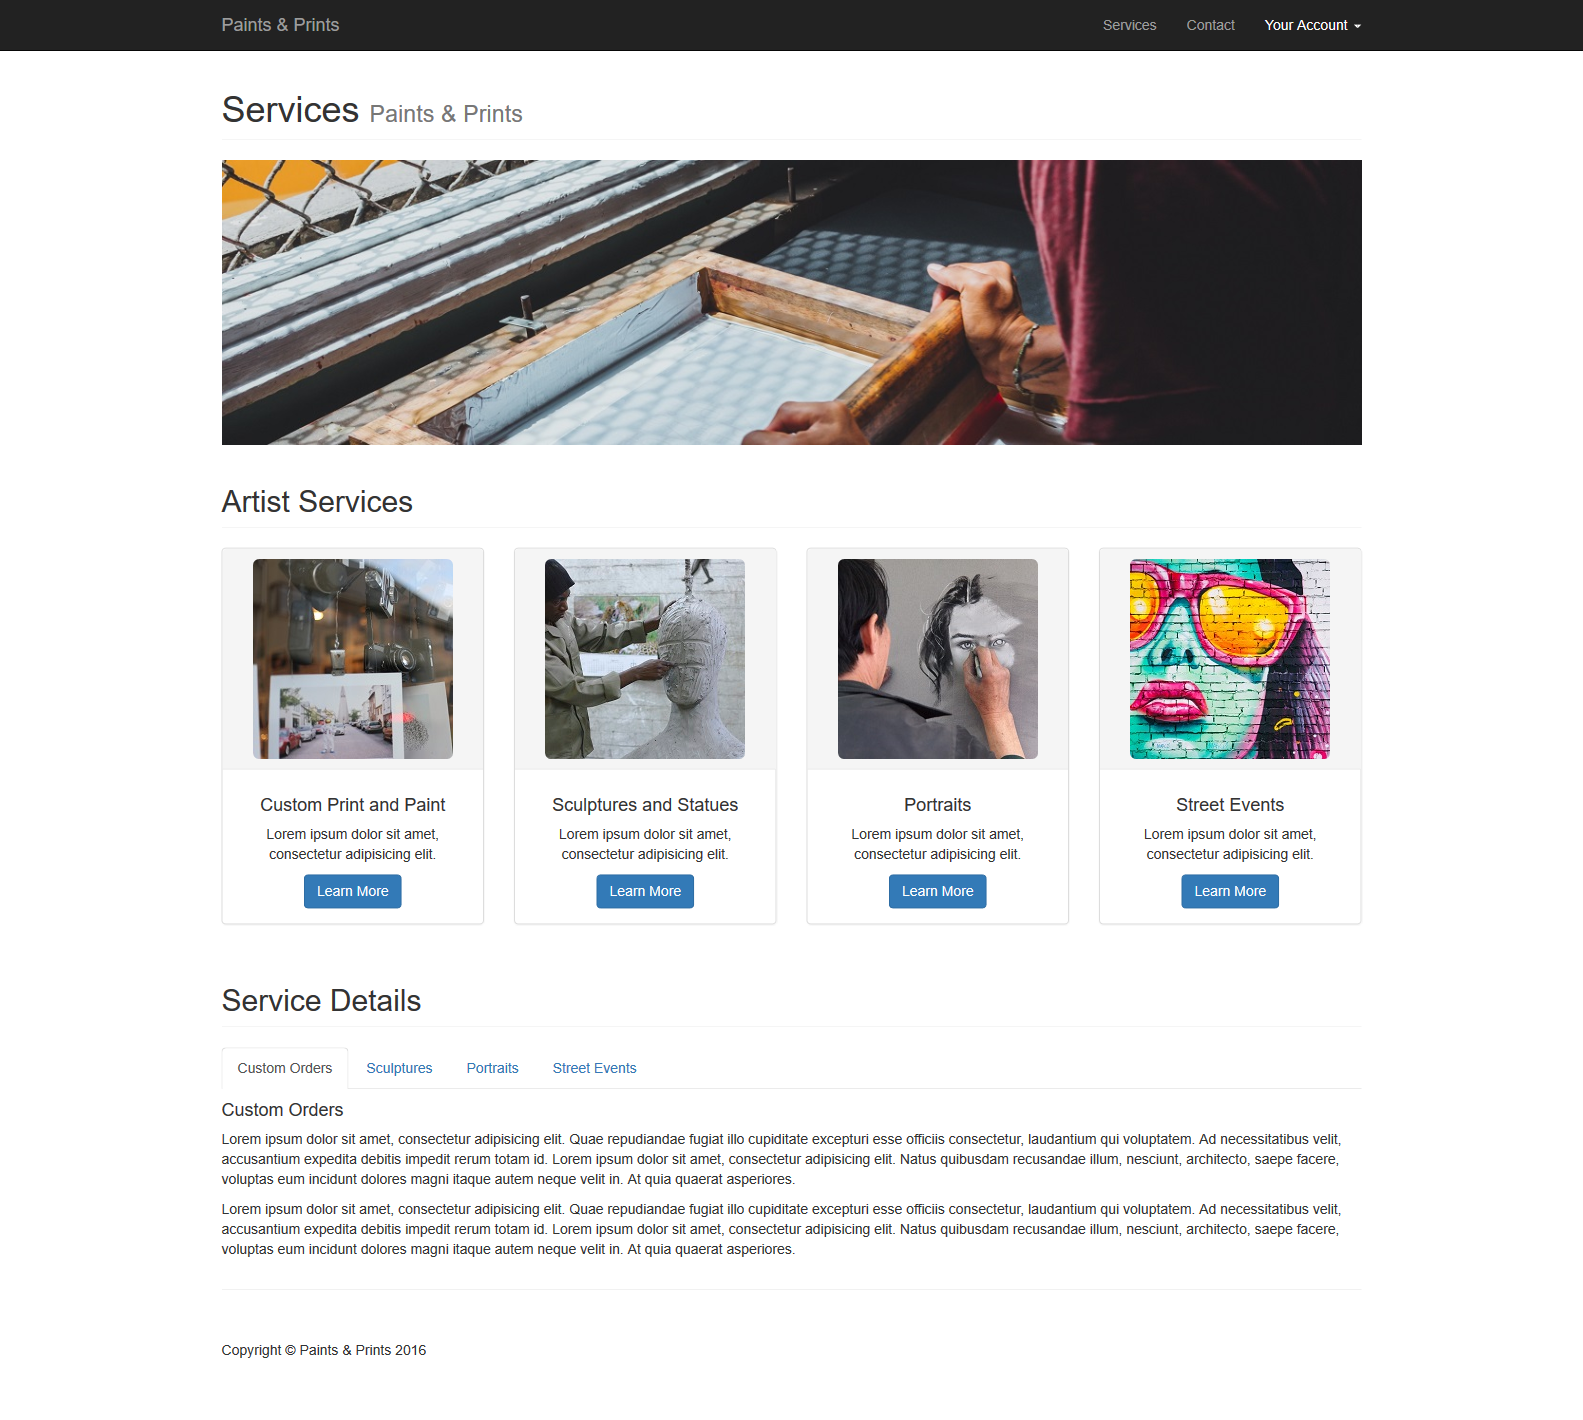 Paints & Prints
Services
Contact
Your Account
Services Paints & Prints
Artist Services
Custom Print and Paint
Lorem ipsum dolor sit amet,
consectetur adipisicing elit.
Learn More
Sculptures and Statues
Lorem ipsum dolor sit amet,
consectetur adipisicing elit.
Learn More
Portraits
Lorem ipsum dolor sit amet,
consectetur adipisicing elit.
Learn More
Street Events
Lorem ipsum dolor sit amet,
consectetur adipisicing elit.
Learn More
Service Details
Custom Orders
Sculptures
Portraits
Street Events
Custom Orders
Lorem ipsum dolor sit amet, consectetur adipisicing elit. Quae repudiandae fugiat illo cupiditate excepturi esse officiis consectetur, laudantium qui voluptatem. Ad necessitatibus velit,
accusantium expedita debitis impedit rerum totam id. Lorem ipsum dolor sit amet, consectetur adipisicing elit. Natus quibusdam recusandae illum, nesciunt, architecto, saepe facere,
voluptas eum incidunt dolores magni itaque autem neque velit in. At quia quaerat asperiores.
Lorem ipsum dolor sit amet, consectetur adipisicing elit. Quae repudiandae fugiat illo cupiditate excepturi esse officiis consectetur, laudantium qui voluptatem. Ad necessitatibus velit,
accusantium expedita debitis impedit rerum totam id. Lorem ipsum dolor sit amet, consectetur adipisicing elit. Natus quibusdam recusandae illum, nesciunt, architecto, saepe facere,
voluptas eum incidunt dolores magni itaque autem neque velit in. At quia quaerat asperiores.
Copyright © Paints & Prints 2016